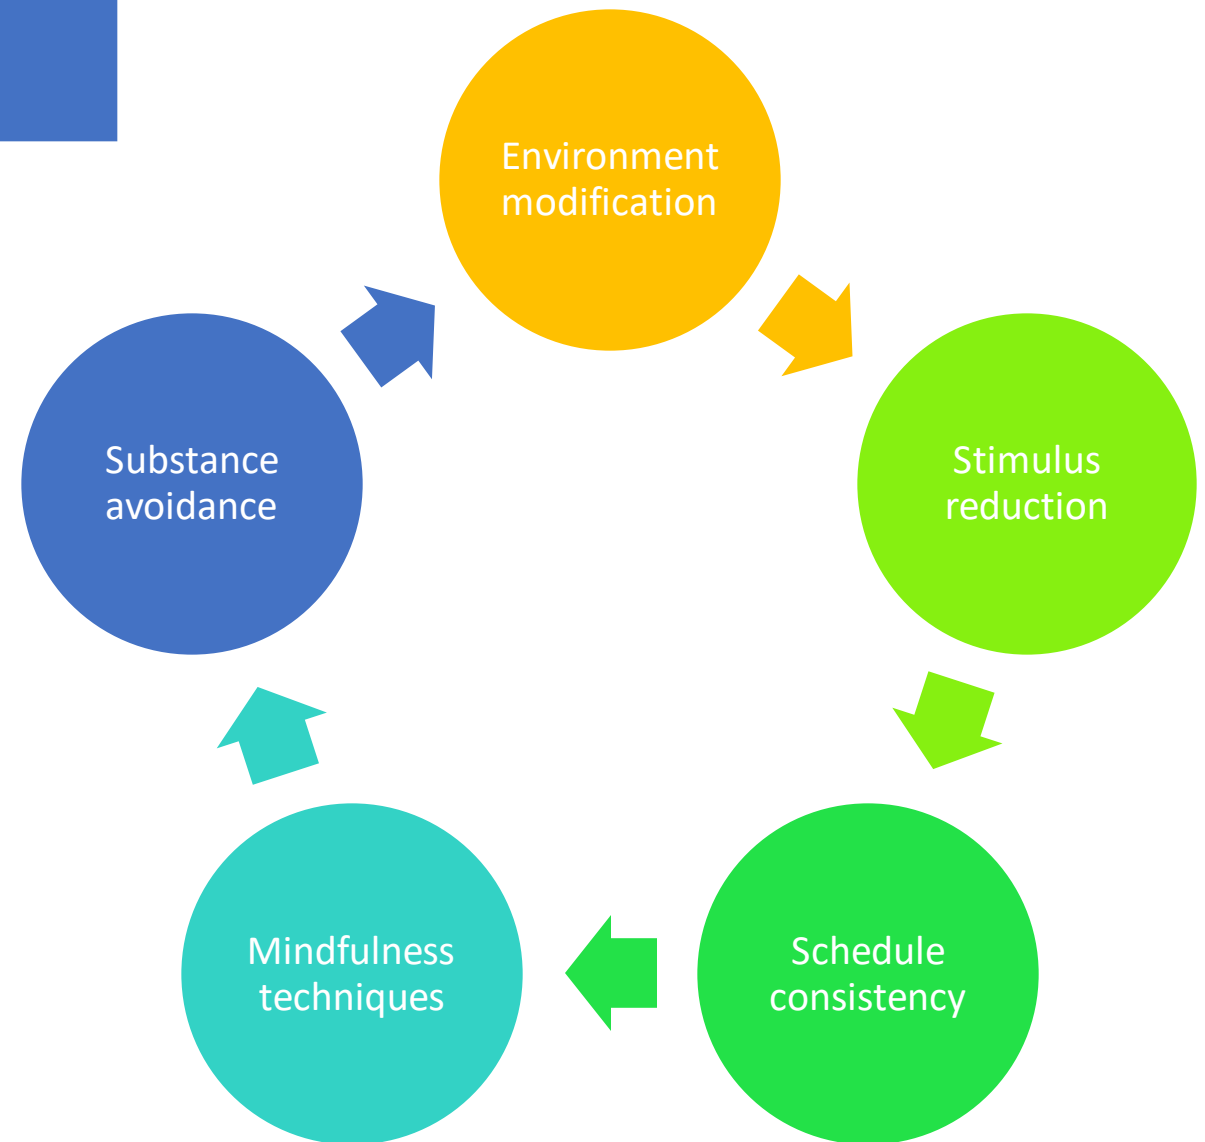 Environment
modification
Stimulus
reduction
Schedule
consistency
Mindfulness
techniques
Substance
avoidance